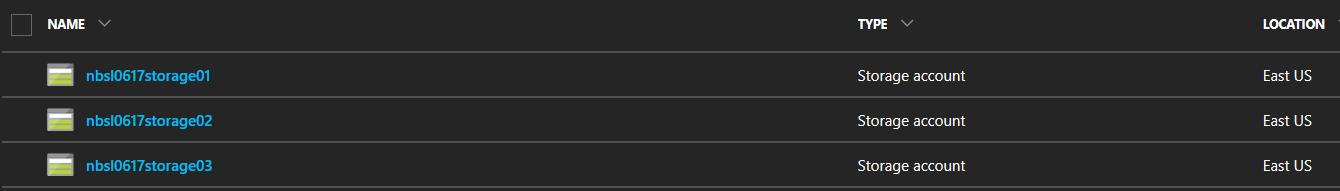 NAME TYPE LOCATION
nbsl0617storage01 Storage account East US
nbsl0617storage02 Storage account East US
nbsl0617storage03 Storage account East US